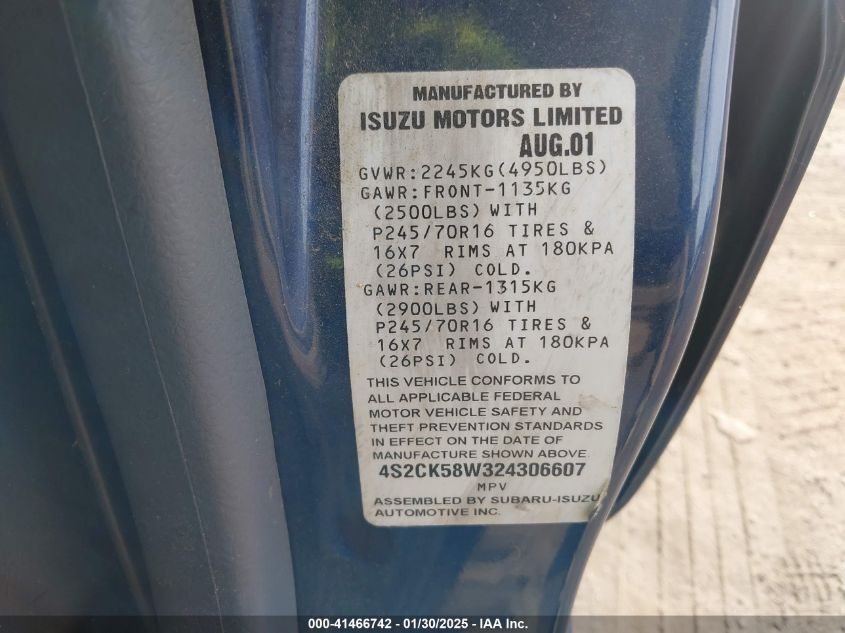 MANUFACTURED BY
ISUZU MOTORS LIMITED
AUG.01
GVWR:2245KG(4950LBS)
GAWR:FRONT-1135KG
(2500LBS) WITH
P245/70R16 TIRES &
16X7 RIMS AT 180KPA
(26PSI) COLD.
GAWR:REAR-1315KG
(2900LBS) WITH
P245/70R16 TIRES &
16X7 RIMS AT 180KPA
(26PSI) COLD.
THIS VEHICLE CONFORMS TO
ALL APPLICABLE FEDERAL
MOTOR VEHICLE SAFETY AND
THEFT PREVENTION STANDARDS
IN EFFECT ON THE DATE OF
MANUFACTURE SHOWN ABOVE.
4S2CK58W324306607
MPV
ASSEMBLED BY SUBARU-ISUZU
AUTOMOTIVE INC.
000-41466742 - 01/30/2025 - IAA Inc.